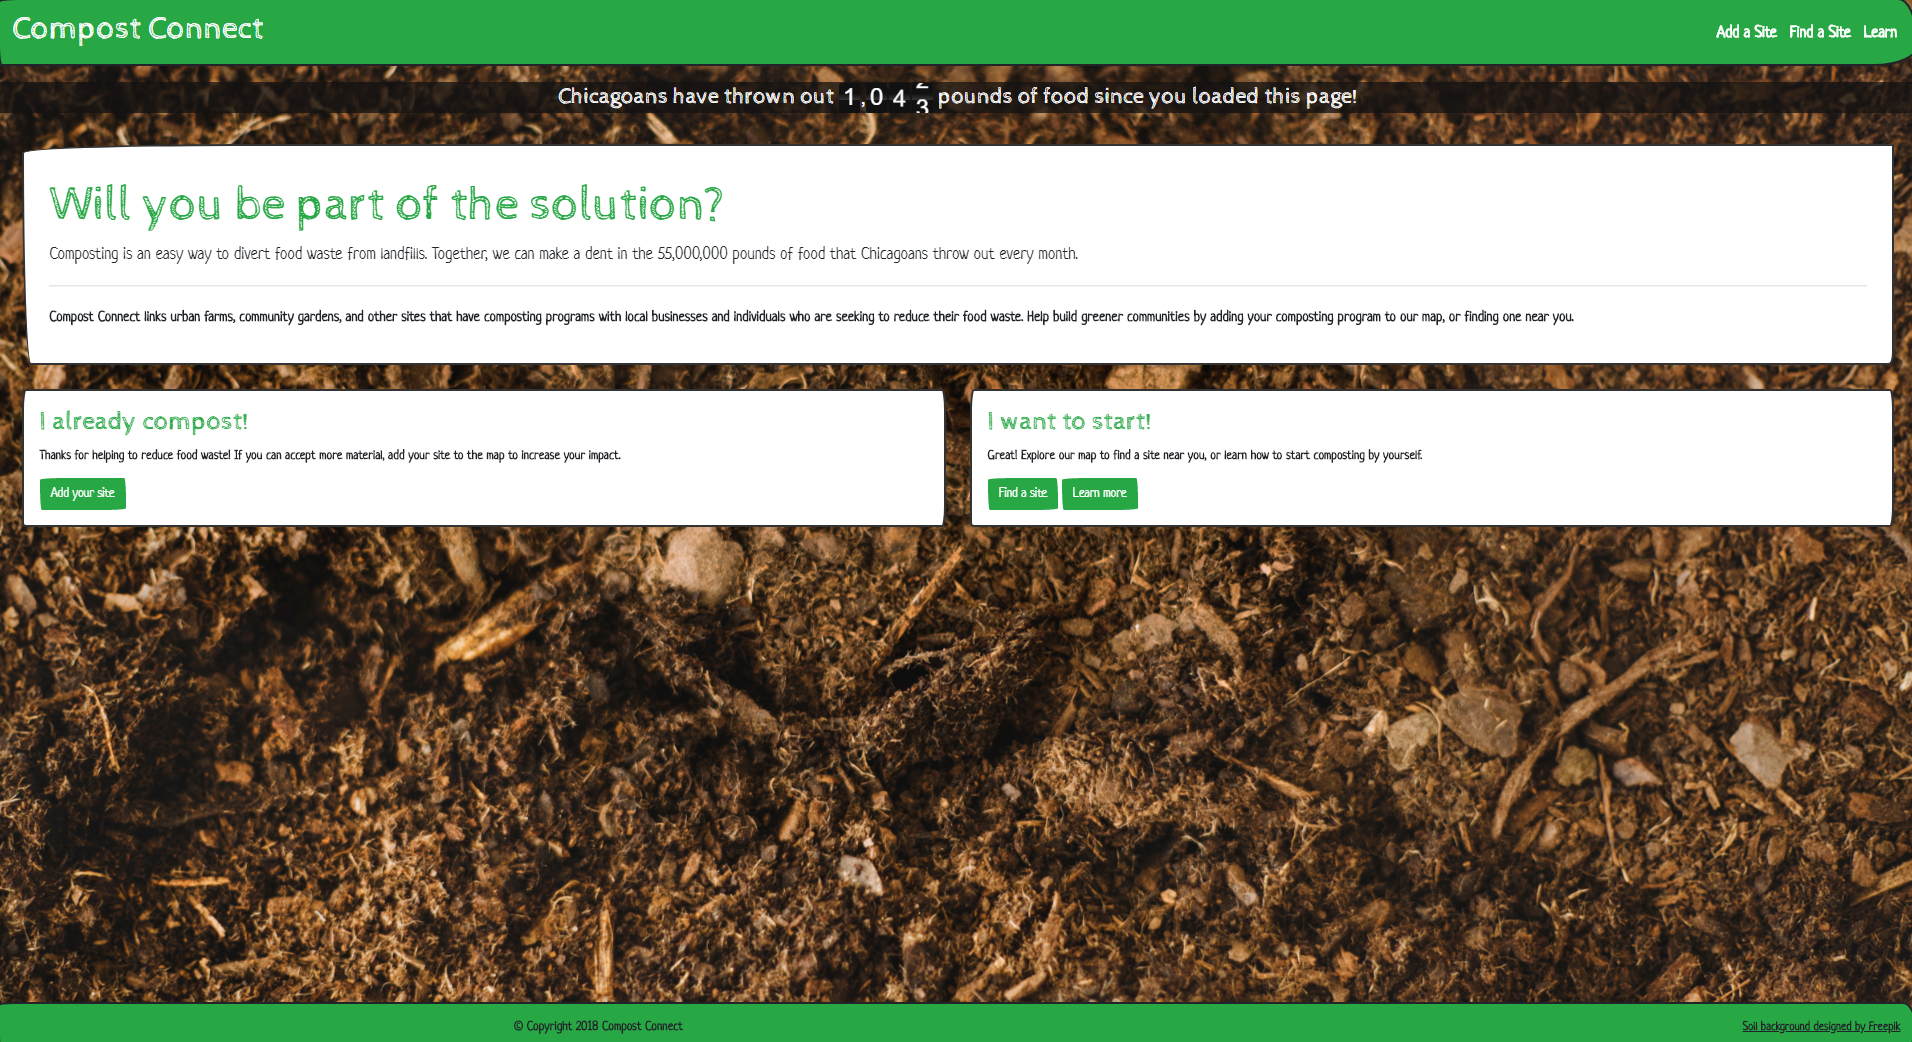 Compost Connect
Add a Site Find a Site Learn
Chicagoans have thrown out 1,04 pounds of food since you loaded this page!
Will you be part of the solution?
Composting is an easy way to divert food waste from landfills. Together, we can make a dent in the 55,000,000 pounds of food that Chicagoans throw out every month.
Compost Connect links urban farms, community gardens, and other sites that have composting programs with local businesses and individuals who are seeking to reduce their food waste. Help build greener communities by adding your composting program to our map, or finding one near you.
I already compost!
Thanks for helping to reduce food waste! If you can accept more material, add your site to the map to increase your impact.
Add your site
I want to start!
Great! Explore our map to find a site near you, or learn how to start composting by yourself.
Find a site Learn more
© Copyright 2018 Compost Connect
Soil background designed by Freepik